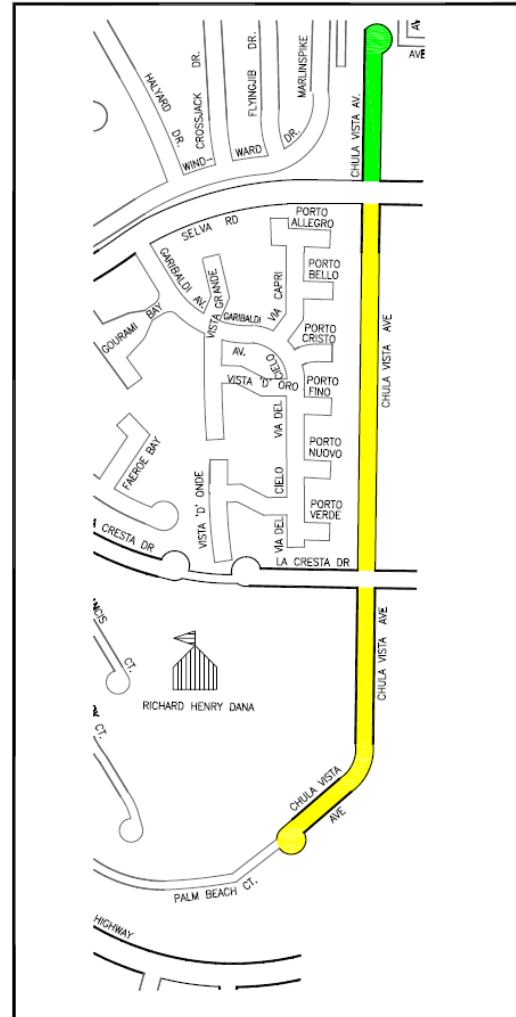 HALYARD DR.
CROSSJACK DR.
FLYINGJIB DR.
MARLINSPIKE
DR.
WIND-
WARD
CHULA VISTA AV.
AV
AVE
SELVA RD
PORTO
ALLEGRO
GARIBALDI AV.
VISTA GRANDE
GARIBALDI
AV.
VIA CAPRI
PORTO
BELLO
GOURAMI BAY
PORTO
CRISTO
CIELO
VISTA 'D' ORO
PORTO
FINO
CHULA VISTA AVE
VIA DEL
CIELO
FAEROE BAY
PORTO
NUOVO
VISTA 'D' ONDE
PORTO
VERDE
VIA DEL
CRESTA DR
LA CRESTA DR
NCIS
CT.
CHULA VISTA AVE
RICHARD HENRY DANA
CT.
CHULA VISTA
AVE
PALM BEACH CT.
HIGHWAY